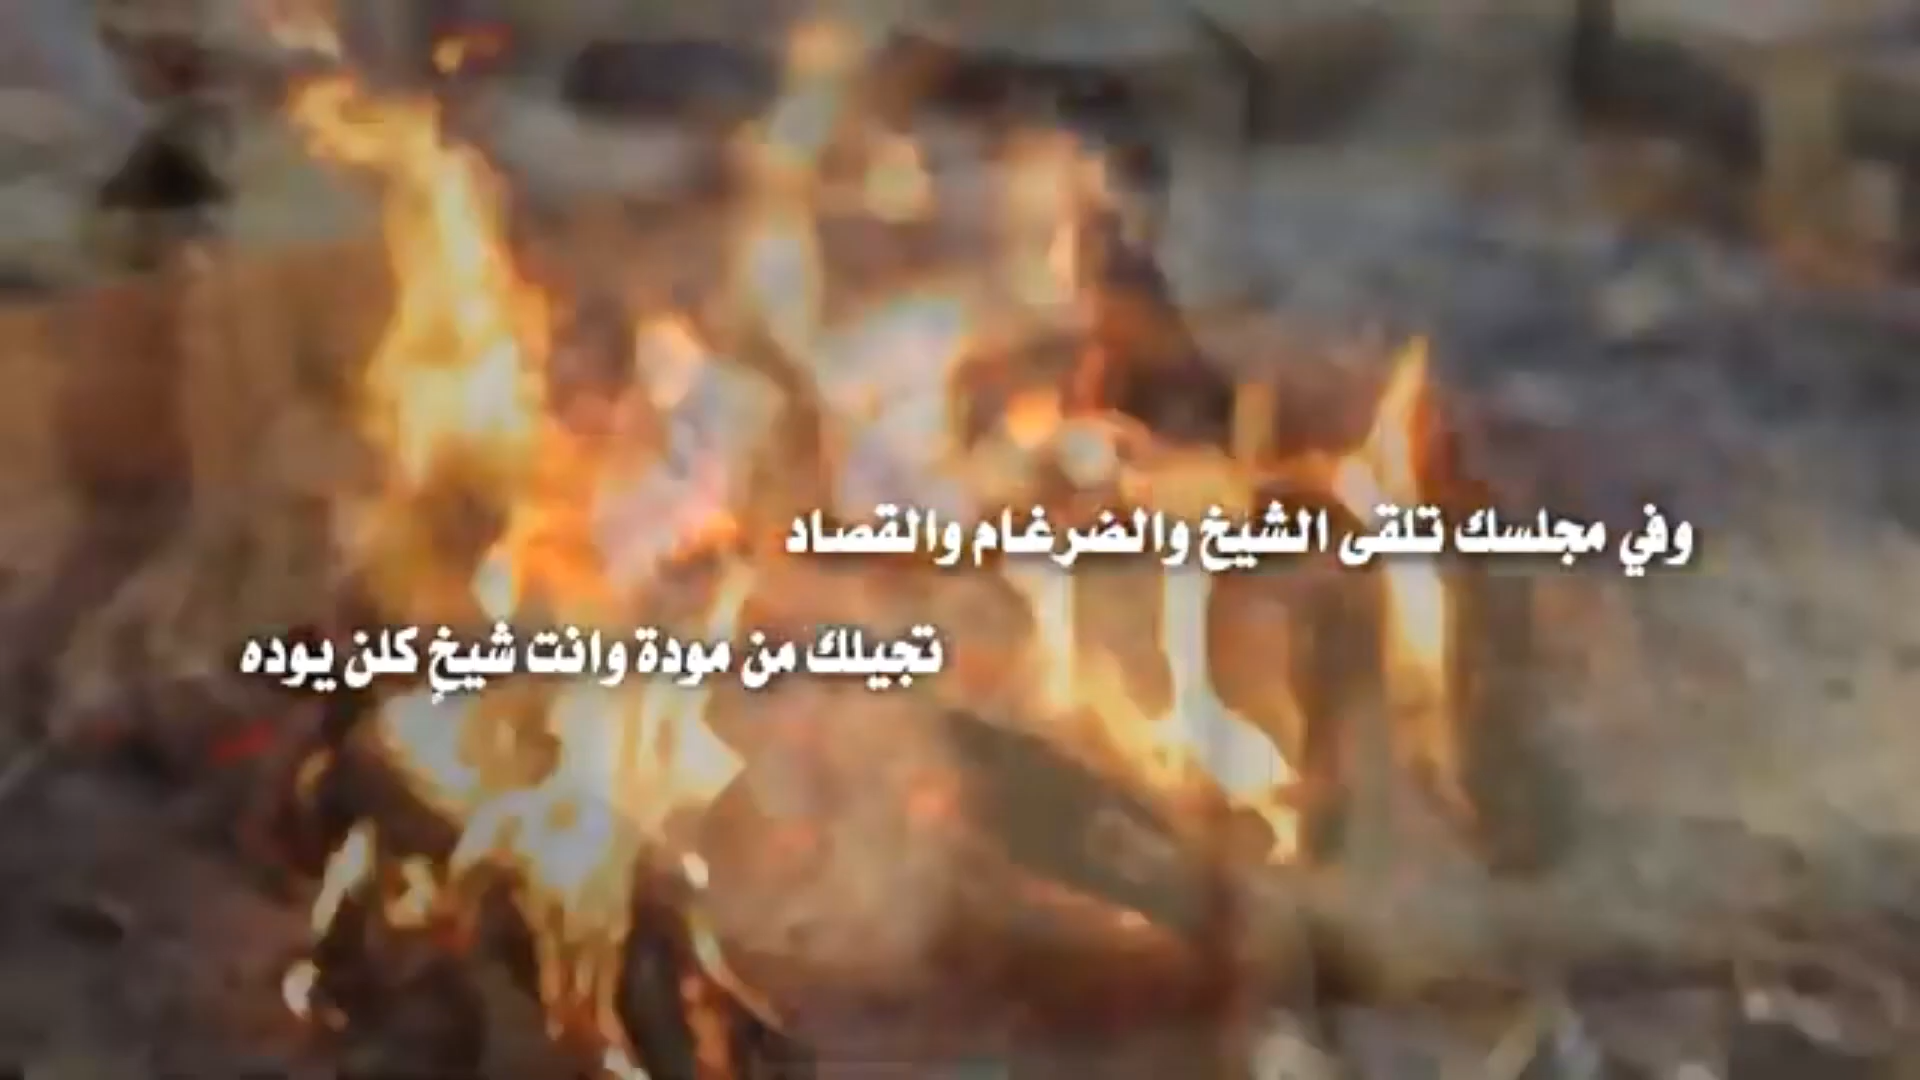 وفي مجلسك تلقى الشيخ والضرغام والقصاد
تجيلك من مودة وانت شيخٍ كلن يوده